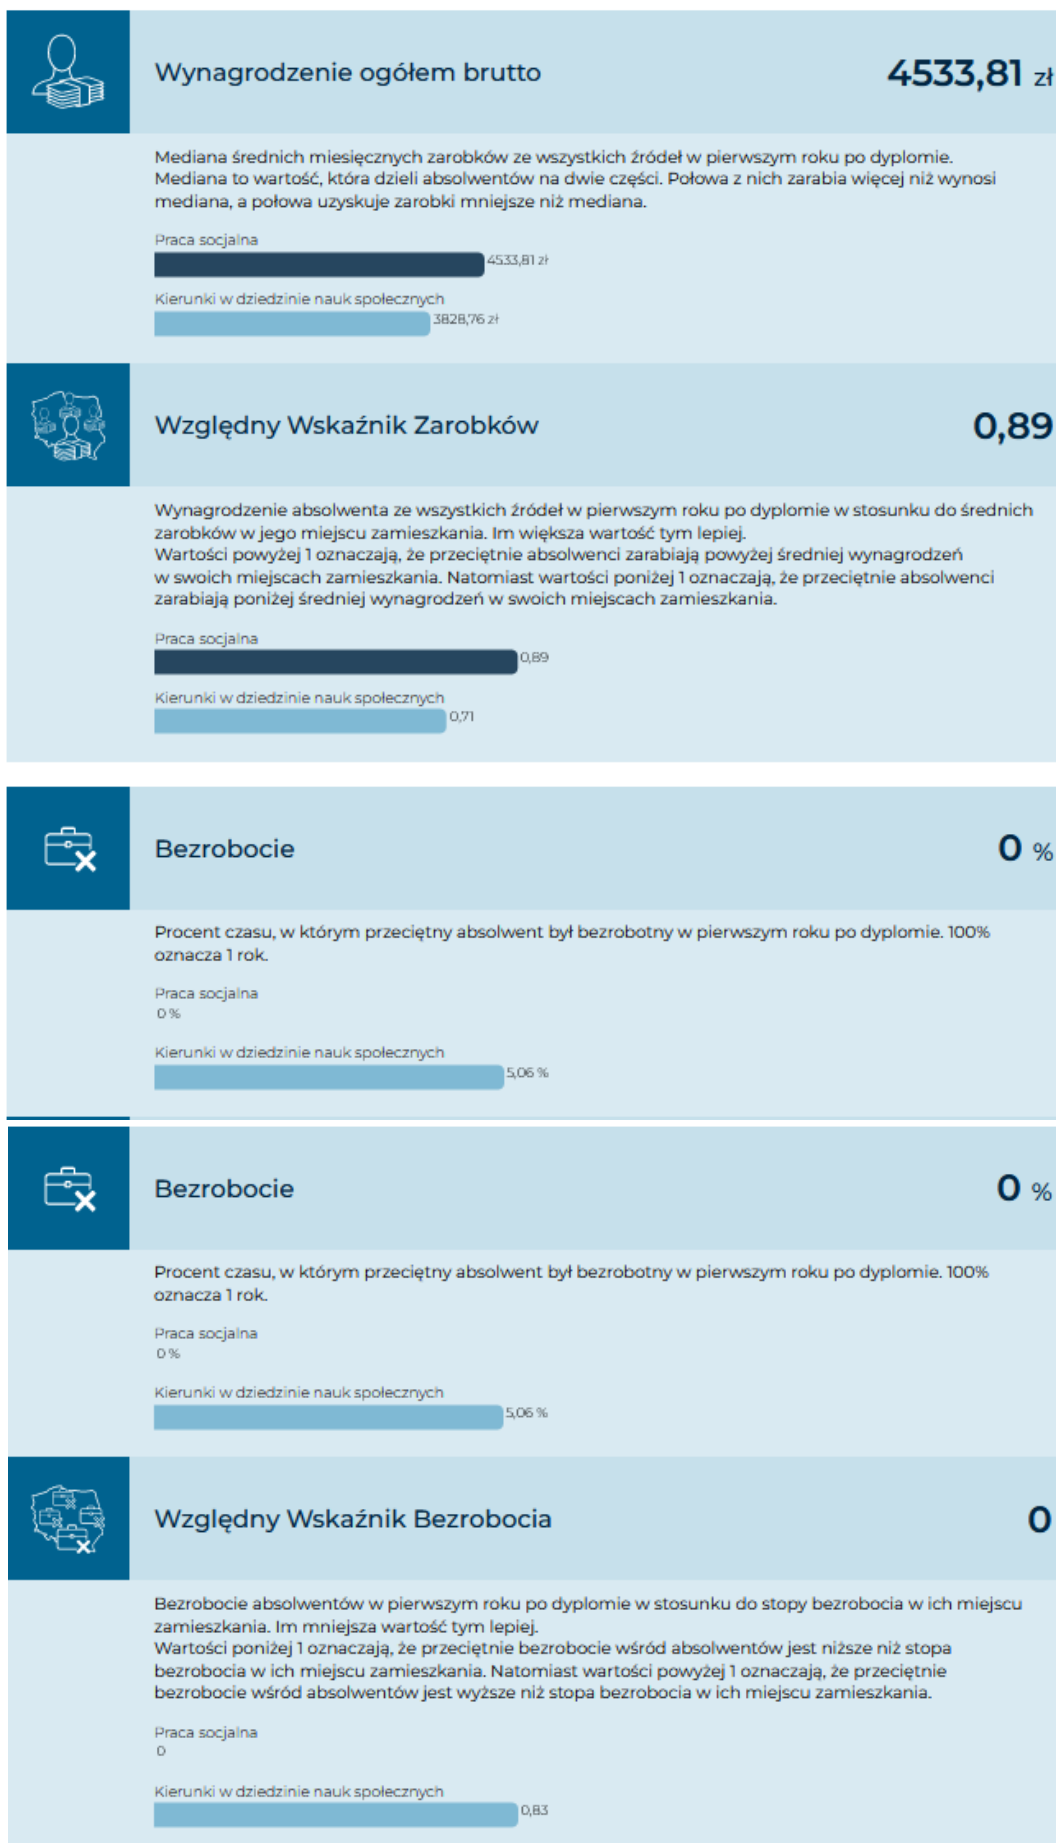 Wynagrodzenie ogółem brutto 4533,81 zł
Mediana średnich miesięcznych zarobków ze wszystkich źródeł w pierwszym roku po dyplomie.
Mediana to wartość, która dzieli absolwentów na dwie części. Połowa z nich zarabia więcej niż wynosi
mediana, a połowa uzyskuje zarobki mniejsze niż mediana.
Praca socjalna
4533,81 zł
Kierunki w dziedzinie nauk społecznych
3828,76 zł
Względny Wskaźnik Zarobków 0,89
Wynagrodzenie absolwenta ze wszystkich źródeł w pierwszym roku po dyplomie w stosunku do średnich
zarobków w jego miejscu zamieszkania. Im większa wartość tym lepiej.
Wartości powyżej 1 oznaczają, że przeciętnie absolwenci zarabiają powyżej średniej wynagrodzeń
w swoich miejscach zamieszkania. Natomiast wartości poniżej 1 oznaczają, że przeciętnie absolwenci
zarabiają poniżej średniej wynagrodzeń w swoich miejscach zamieszkania.
Praca socjalna
0,89
Kierunki w dziedzinie nauk społecznych
0,71
Bezrobocie 0 %
Procent czasu, w którym przeciętny absolwent był bezrobotny w pierwszym roku po dyplomie. 100%
oznacza 1 rok.
Praca socjalna
0 %
Kierunki w dziedzinie nauk społecznych
5,06 %
Bezrobocie 0 %
Procent czasu, w którym przeciętny absolwent był bezrobotny w pierwszym roku po dyplomie. 100%
oznacza 1 rok.
Praca socjalna
0 %
Kierunki w dziedzinie nauk społecznych
5,06 %
Względny Wskaźnik Bezrobocia 0
Bezrobocie absolwentów w pierwszym roku po dyplomie w stosunku do stopy bezrobocia w ich miejscu
zamieszkania. Im mniejsza wartość tym lepiej.
Wartości poniżej 1 oznaczają, że przeciętnie bezrobocie wśród absolwentów jest niższe niż stopa
bezrobocia w ich miejscu zamieszkania. Natomiast wartości powyżej 1 oznaczają, że przeciętnie
bezrobocie wśród absolwentów jest wyższe niż stopa bezrobocia w ich miejscu zamieszkania.
Praca socjalna
0
Kierunki w dziedzinie nauk społecznych
0,83